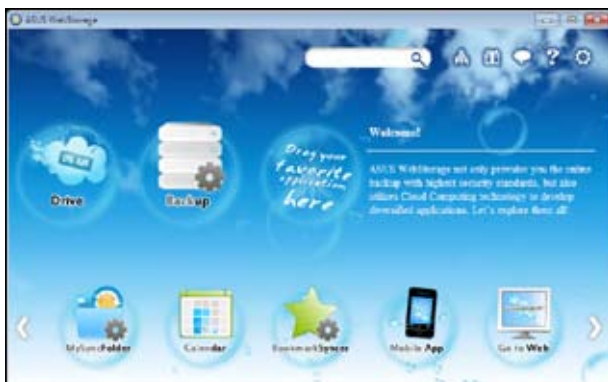 ASUS WebStorage
Welcome!
ASUS WebStorage not only provides you the online
backup with highest security standards, but also
utilizes Cloud Computing technology to develop
diversified applications. Let's explore them all!
Drag your
favorite
application
here
Drive
Backup
MySyncFolder
Calendar
BookmarkSyncer
Mobile App
Go to Web